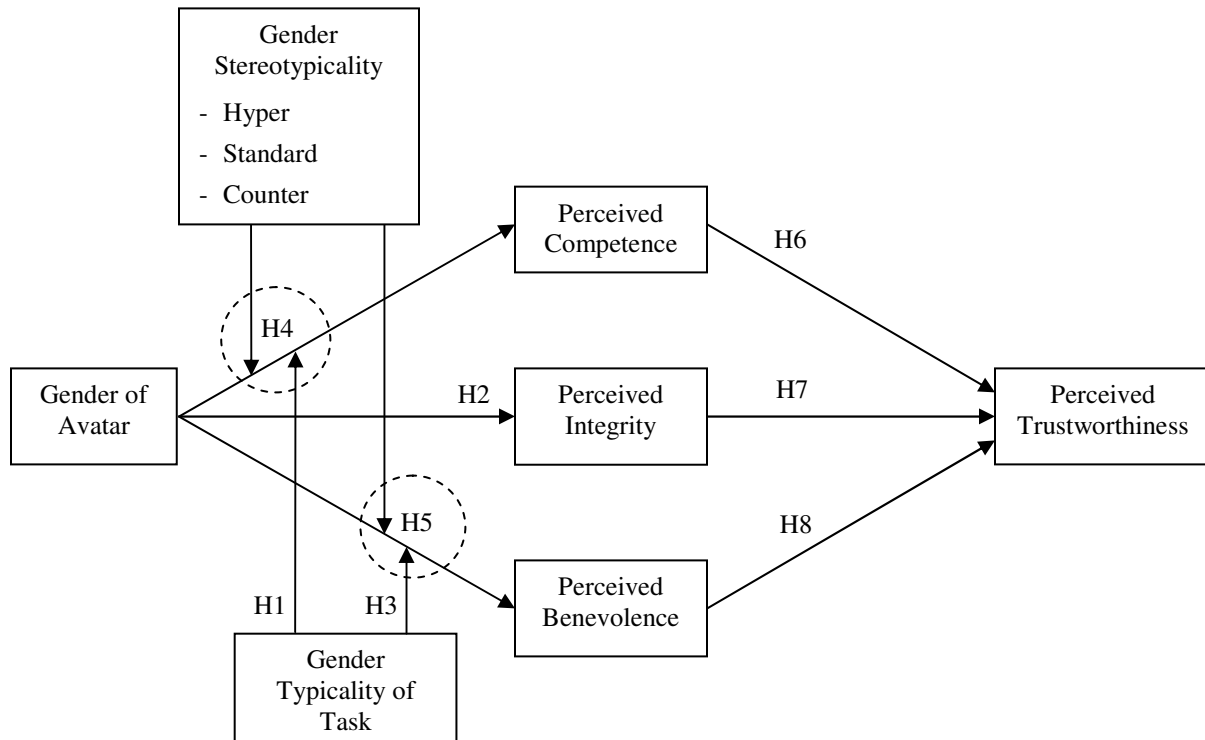 Gender
Stereotypicality
- Hyper
- Standard
- Counter
Perceived
Competence
H6
H4
Gender of
Avatar
H2
Perceived
Integrity
H7
Perceived
Trustworthiness
H5
H8
Perceived
Benevolence
H1
H3
Gender
Typicality of
Task